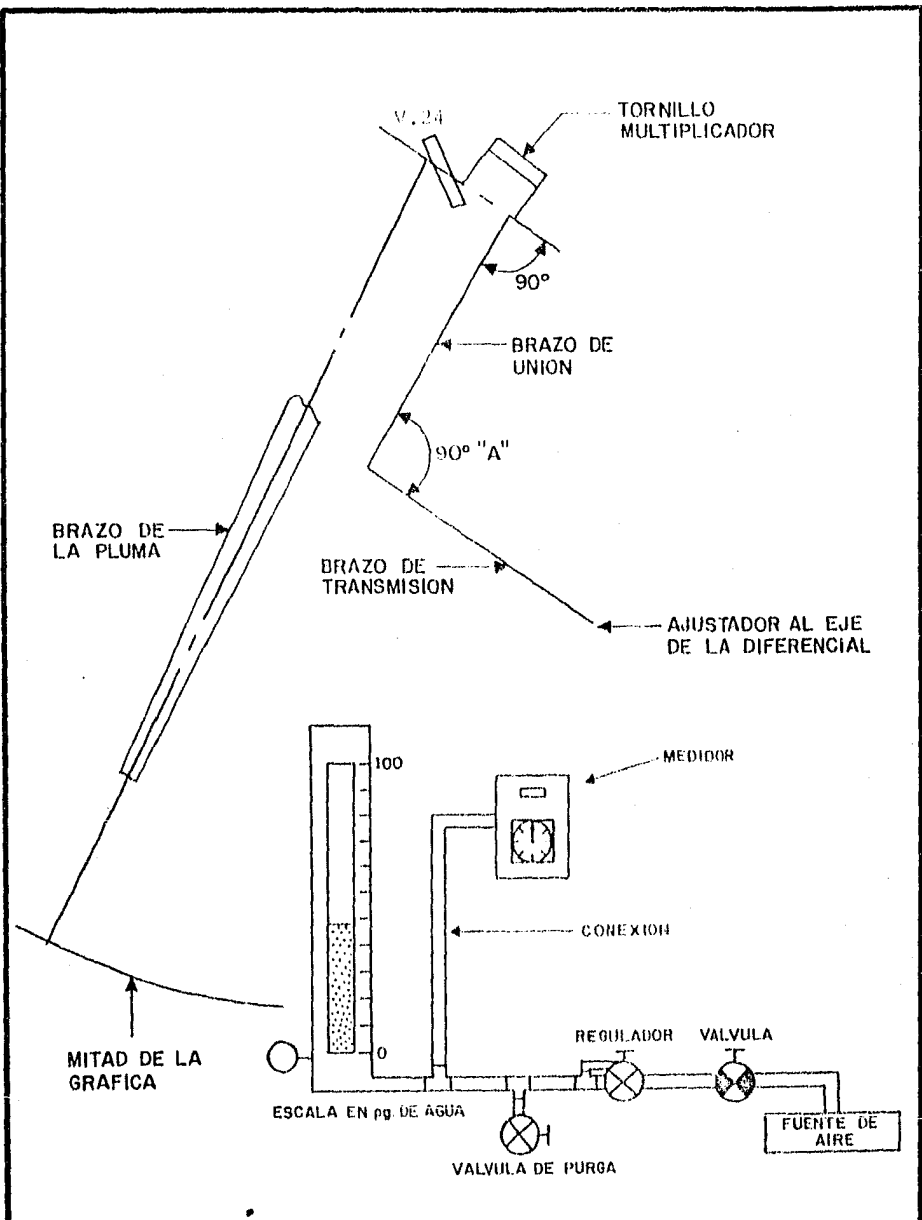 V.24
TORNILLO
MULTIPLICADOR
90°
BRAZO DE
UNION
90° "A"
BRAZO DE
LA PLUMA
BRAZO DE
TRANSMISION
AJUSTADOR AL EJE
DE LA DIFERENCIAL
100
MEDIDOR
CONEXION
MITAD DE LA
GRAFICA
0
REGULADOR
VALVULA
ESCALA EN pg. DE AGUA
VALVULA DE PURGA
FUENTE DE
AIRE